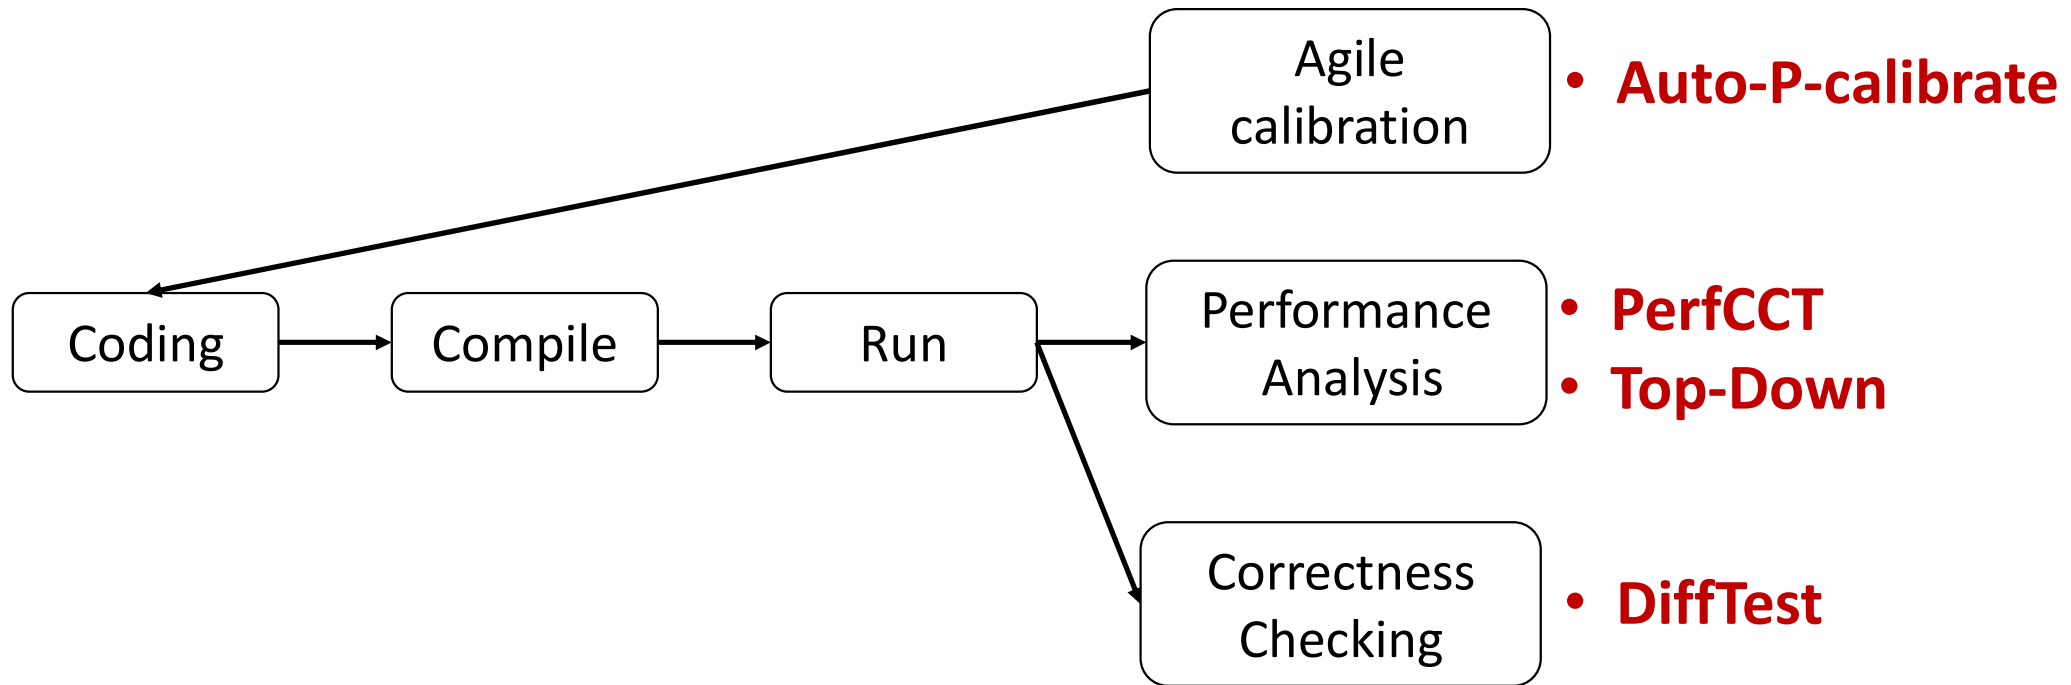 Agile
calibration
• Auto-P-calibrate
Coding
Compile
Run
Performance
Analysis
• PerfCCT
• Top-Down
Correctness
Checking
• DiffTest